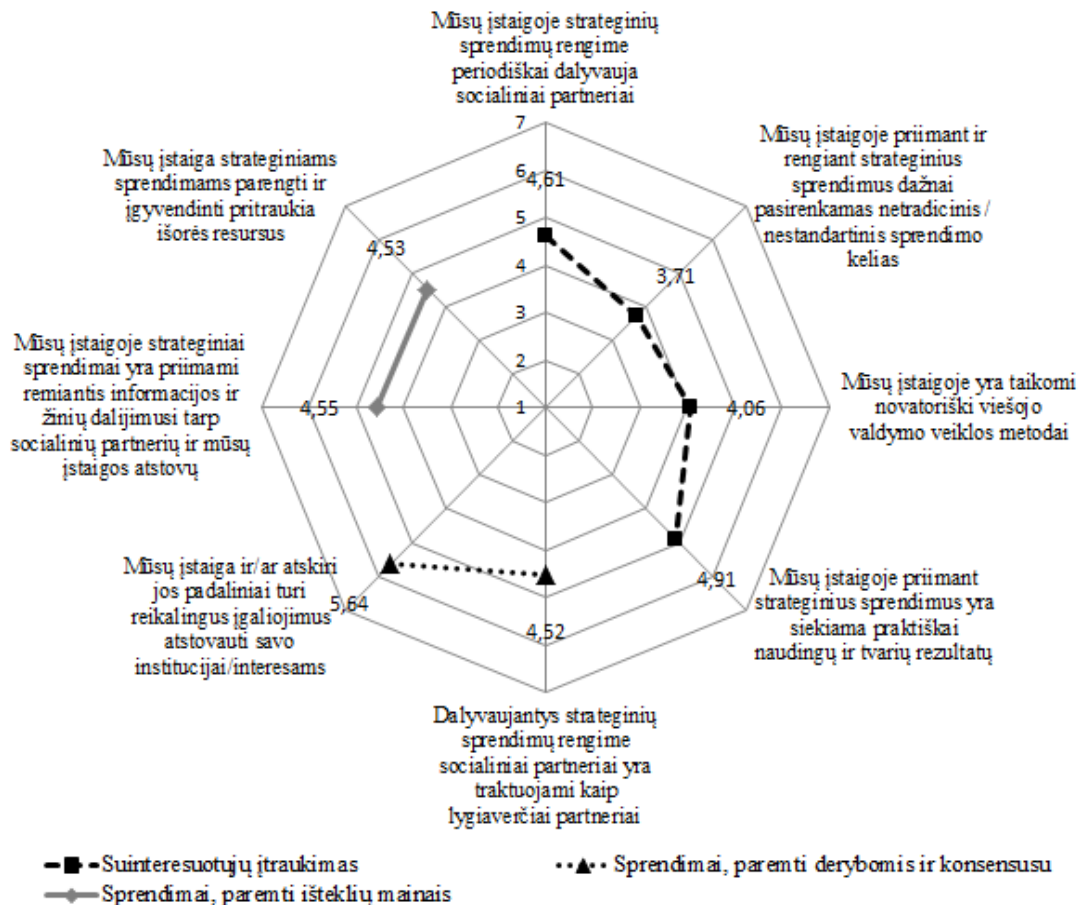 Mūsų įstaigoje strateginių
sprendimų rengime
periodiškai dalyvauja
socialiniai partneriai
Mūsų įstaigoje priimant ir
rengiant strateginius
sprendimus dažnai
pasirenkamas netradicinis /
nestandartinis sprendimo
kelias
Mūsų įstaigoje yra taikomi
novatoriški viešojo
valdymo veiklos metodai
Mūsų įstaigoje priimant
strateginius sprendimus yra
siekiama praktiškai
naudingų ir tvarių rezultatų
Dalyvaujantys strateginių
sprendimų rengime
socialiniai partneriai yra
traktuojami kaip
lygiaverčiai partneriai
Mūsų įstaiga ir/ar atskiri
jos padaliniai turi
reikalingus įgaliojimus
atstovauti savo
institucijai/interesams
Mūsų įstaigoje strateginiai
sprendimai yra priimami
remiantis informacijos ir
žinių dalijimusi tarp
socialinių partnerių ir mūsų
įstaigos atstovų
Mūsų įstaiga strateginiams
sprendimams parengti ir
įgyvendinti pritraukia
išorės resursus
7
6
5
4
3
2
1
4,61
3,71
4,06
4,91
4,52
5,64
4,55
4,53
Suinteresuotųjų įtraukimas
Sprendimai, paremti derybomis ir konsensusu
Sprendimai, paremti išteklių mainais